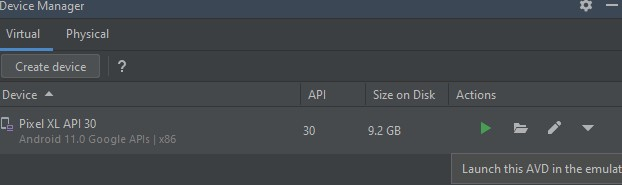 Device Manager
Virtual Physical
Create device ?
Device API Size on Disk Actions
Pixel XL API 30
Android 11.0 Google APIs | x86
30 9.2 GB
Launch this AVD in the emulat